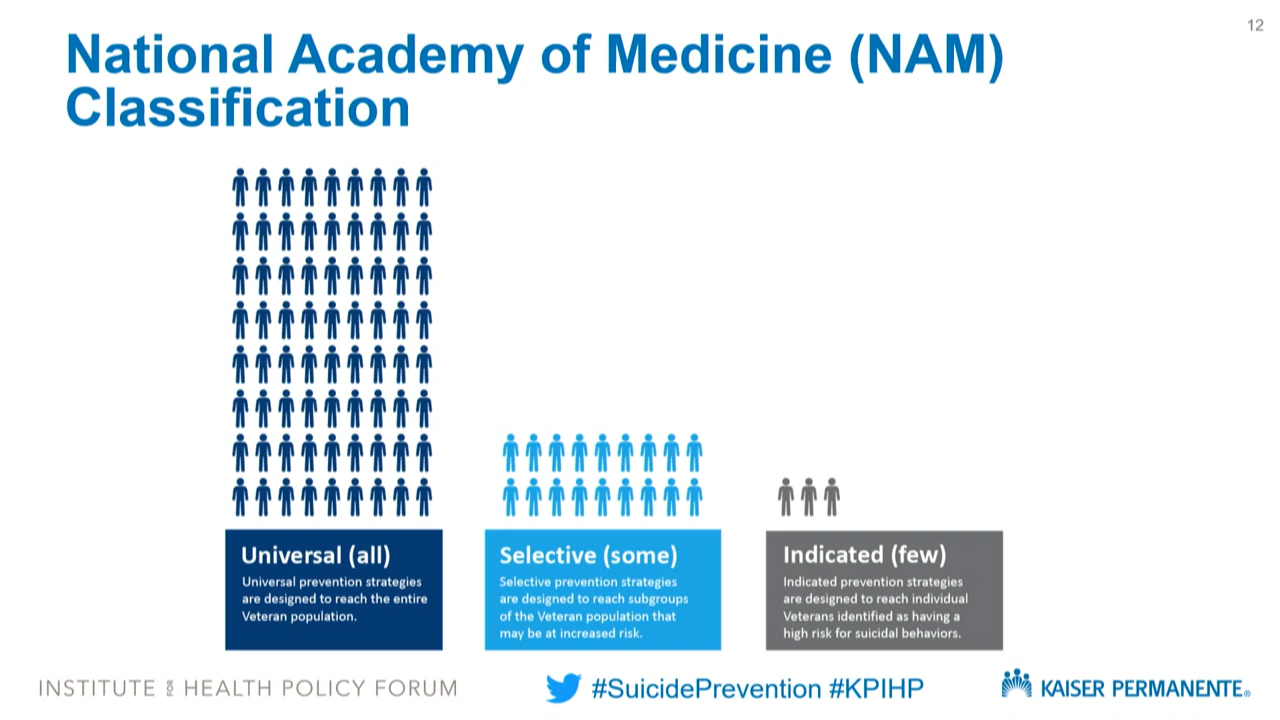 12
National Academy of Medicine (NAM)
Classification
Universal (all)
Universal prevention strategies
are designed to reach the entire
Veteran population.
Selective (some)
Selective prevention strategies
are designed to reach subgroups
of the Veteran population that
may be at increased risk.
Indicated (few)
Indicated prevention strategies
are designed to reach individual
Veterans identified as having a
high risk for suicidal behaviors.
INSTITUTE FOR HEALTH POLICY FORUM
#SuicidePrevention #KPIHP
KAISER PERMANENTE®